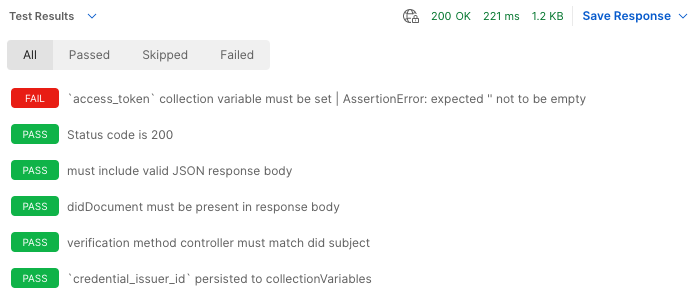 Test Results 200 OK 221 ms 1.2 KB Save Response
All Passed Skipped Failed
FAIL `access_token` collection variable must be set | AssertionError: expected '' not to be empty
PASS Status code is 200
PASS must include valid JSON response body
PASS didDocument must be present in response body
PASS verification method controller must match did subject
PASS `credential_issuer_id` persisted to collectionVariables